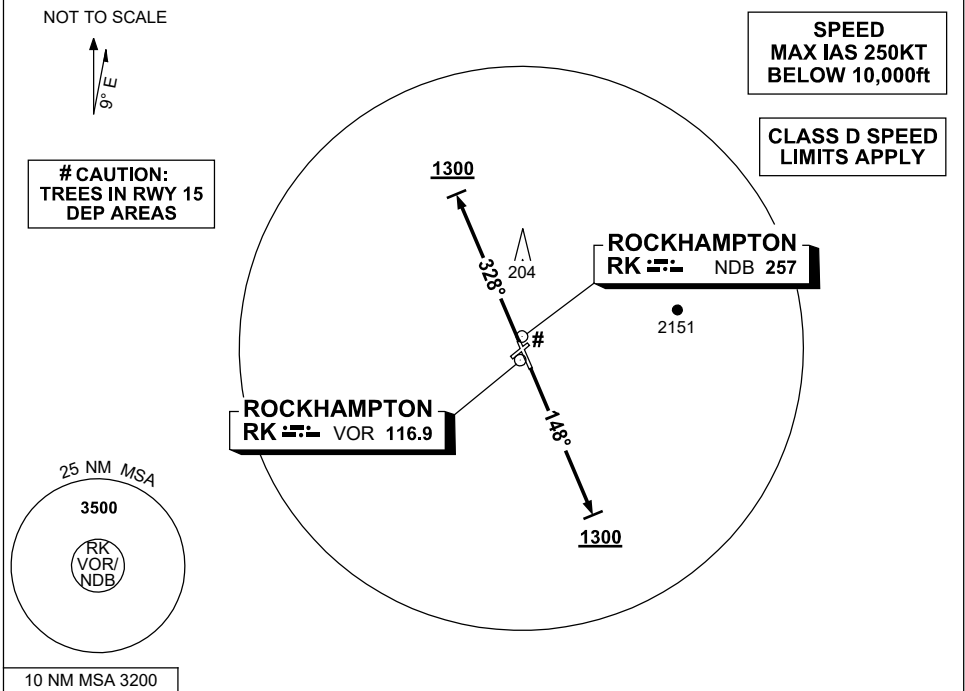 NOT TO SCALE
9° E
SPEED
MAX IAS 250KT
BELOW 10,000ft
CLASS D SPEED
LIMITS APPLY
# CAUTION:
TREES IN RWY 15
DEP AREAS
1300
328°
204
ROCKHAMPTON
RK NDB 257
2151
#
ROCKHAMPTON
RK VOR 116.9
148°
1300
25 NM MSA
3500
RK
VOR/
NDB
10 NM MSA 3200